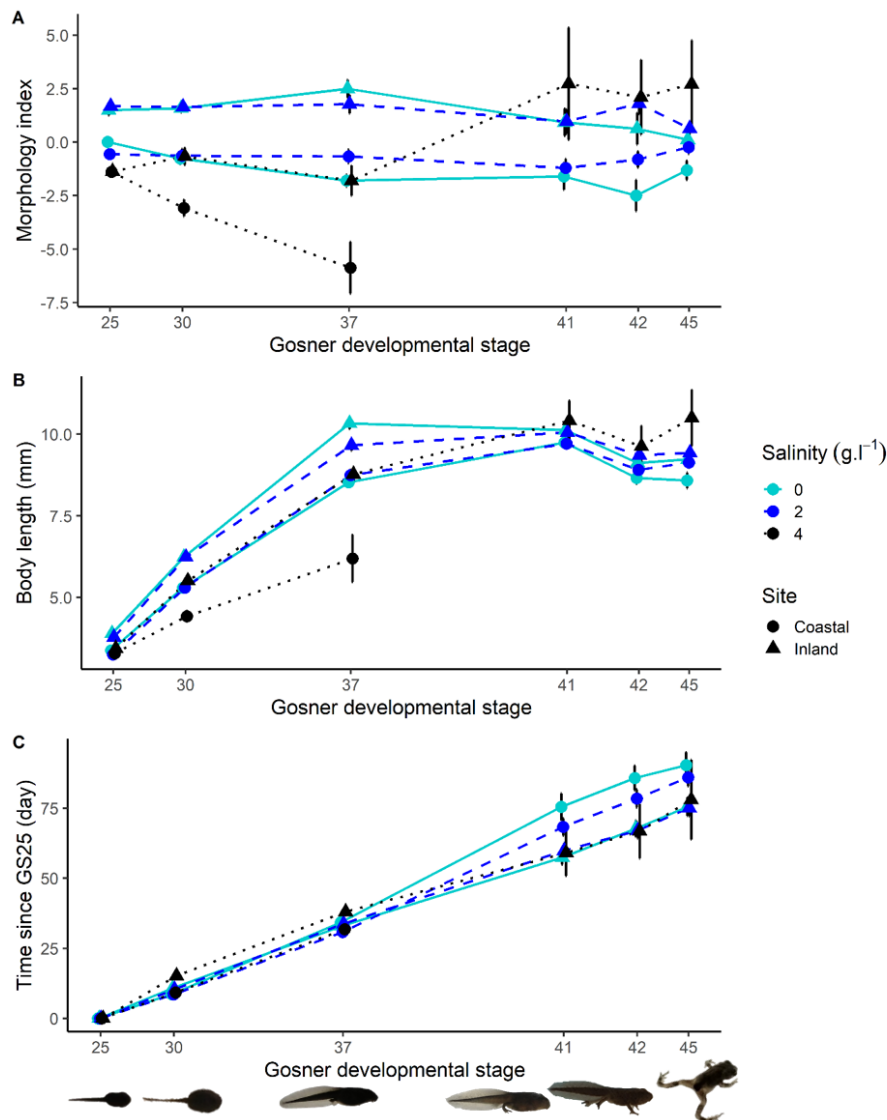 A
5.0
2.5
0.0
-2.5
-5.0
-7.5
Morphology index
25 30 37 41 42 45
Gosner developmental stage
B
10.0
7.5
5.0
Body length (mm)
25 30 37 41 42 45
Gosner developmental stage
Salinity (g.l⁻¹)
0
2
4
Site
Coastal
Inland
C
75
50
25
0
Time since GS25 (day)
25 30 37 41 42 45
Gosner developmental stage